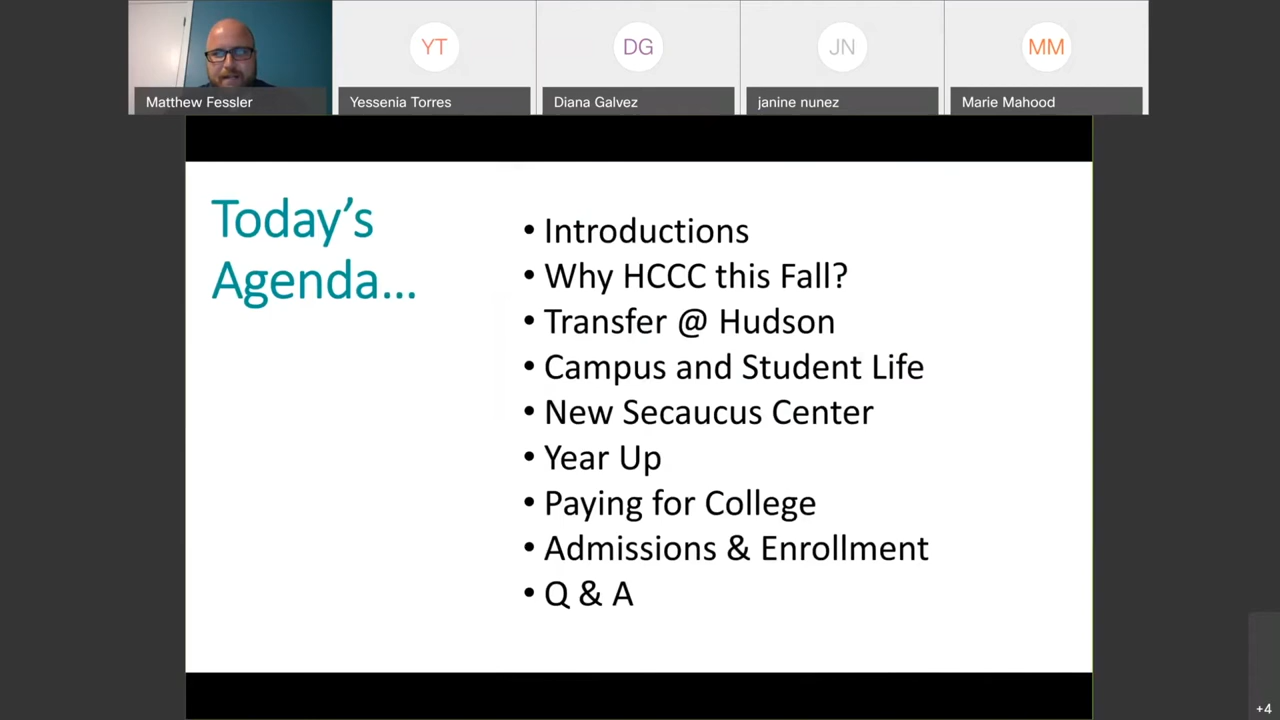 YT
DG
JN
MM
Matthew Fessler
Yessenia Torres
Diana Galvez
janine nunez
Marie Mahood
Today's
Agenda...
• Introductions
• Why HCCC this Fall?
• Transfer @ Hudson
• Campus and Student Life
• New Secaucus Center
• Year Up
• Paying for College
• Admissions & Enrollment
• Q & A
+4